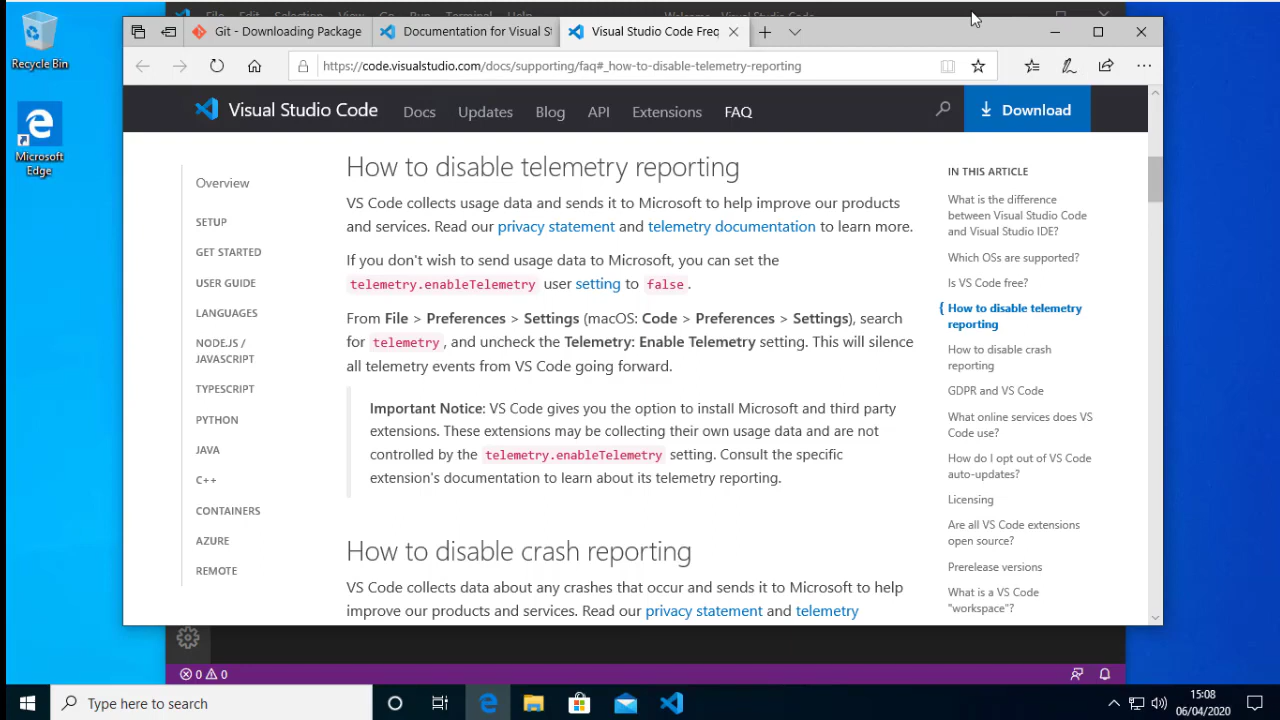 Recycle Bin
Microsoft Edge
File Edit Selection View Go Run Terminal Help
Welcome - Visual Studio Code
Git - Downloading Package
Documentation for Visual S
Visual Studio Code Freq
https://code.visualstudio.com/docs/supporting/faq#_how-to-disable-telemetry-reporting
Visual Studio Code
Docs Updates Blog API Extensions FAQ
Download
Overview
SETUP
GET STARTED
USER GUIDE
LANGUAGES
NODE.JS /
JAVASCRIPT
TYPESCRIPT
PYTHON
JAVA
C++
CONTAINERS
AZURE
REMOTE
How to disable telemetry reporting
VS Code collects usage data and sends it to Microsoft to help improve our products
and services. Read our privacy statement and telemetry documentation to learn more.
If you don't wish to send usage data to Microsoft, you can set the
telemetry.enableTelemetry user setting to false.
From File > Preferences > Settings (macOS: Code > Preferences > Settings), search
for telemetry, and uncheck the Telemetry: Enable Telemetry setting. This will silence
all telemetry events from VS Code going forward.
Important Notice: VS Code gives you the option to install Microsoft and third party
extensions. These extensions may be collecting their own usage data and are not
controlled by the telemetry.enableTelemetry setting. Consult the specific
extension's documentation to learn about its telemetry reporting.
How to disable crash reporting
VS Code collects data about any crashes that occur and sends it to Microsoft to help
improve our products and services. Read our privacy statement and telemetry
IN THIS ARTICLE
What is the difference
between Visual Studio Code
and Visual Studio IDE?
Which OSs are supported?
Is VS Code free?
How to disable telemetry
reporting
How to disable crash
reporting
GDPR and VS Code
What online services does VS
Code use?
How do I opt out of VS Code
auto-updates?
Licensing
Are all VS Code extensions
open source?
Prerelease versions
What is a VS Code
"workspace"?
0 0
Type here to search
15:08
06/04/2020